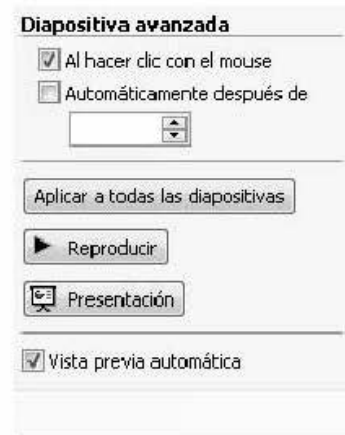 Diapositiva avanzada
Al hacer clic con el mouse
Automáticamente después de
Aplicar a todas las diapositivas
Reproducir
Presentación
Vista previa automática